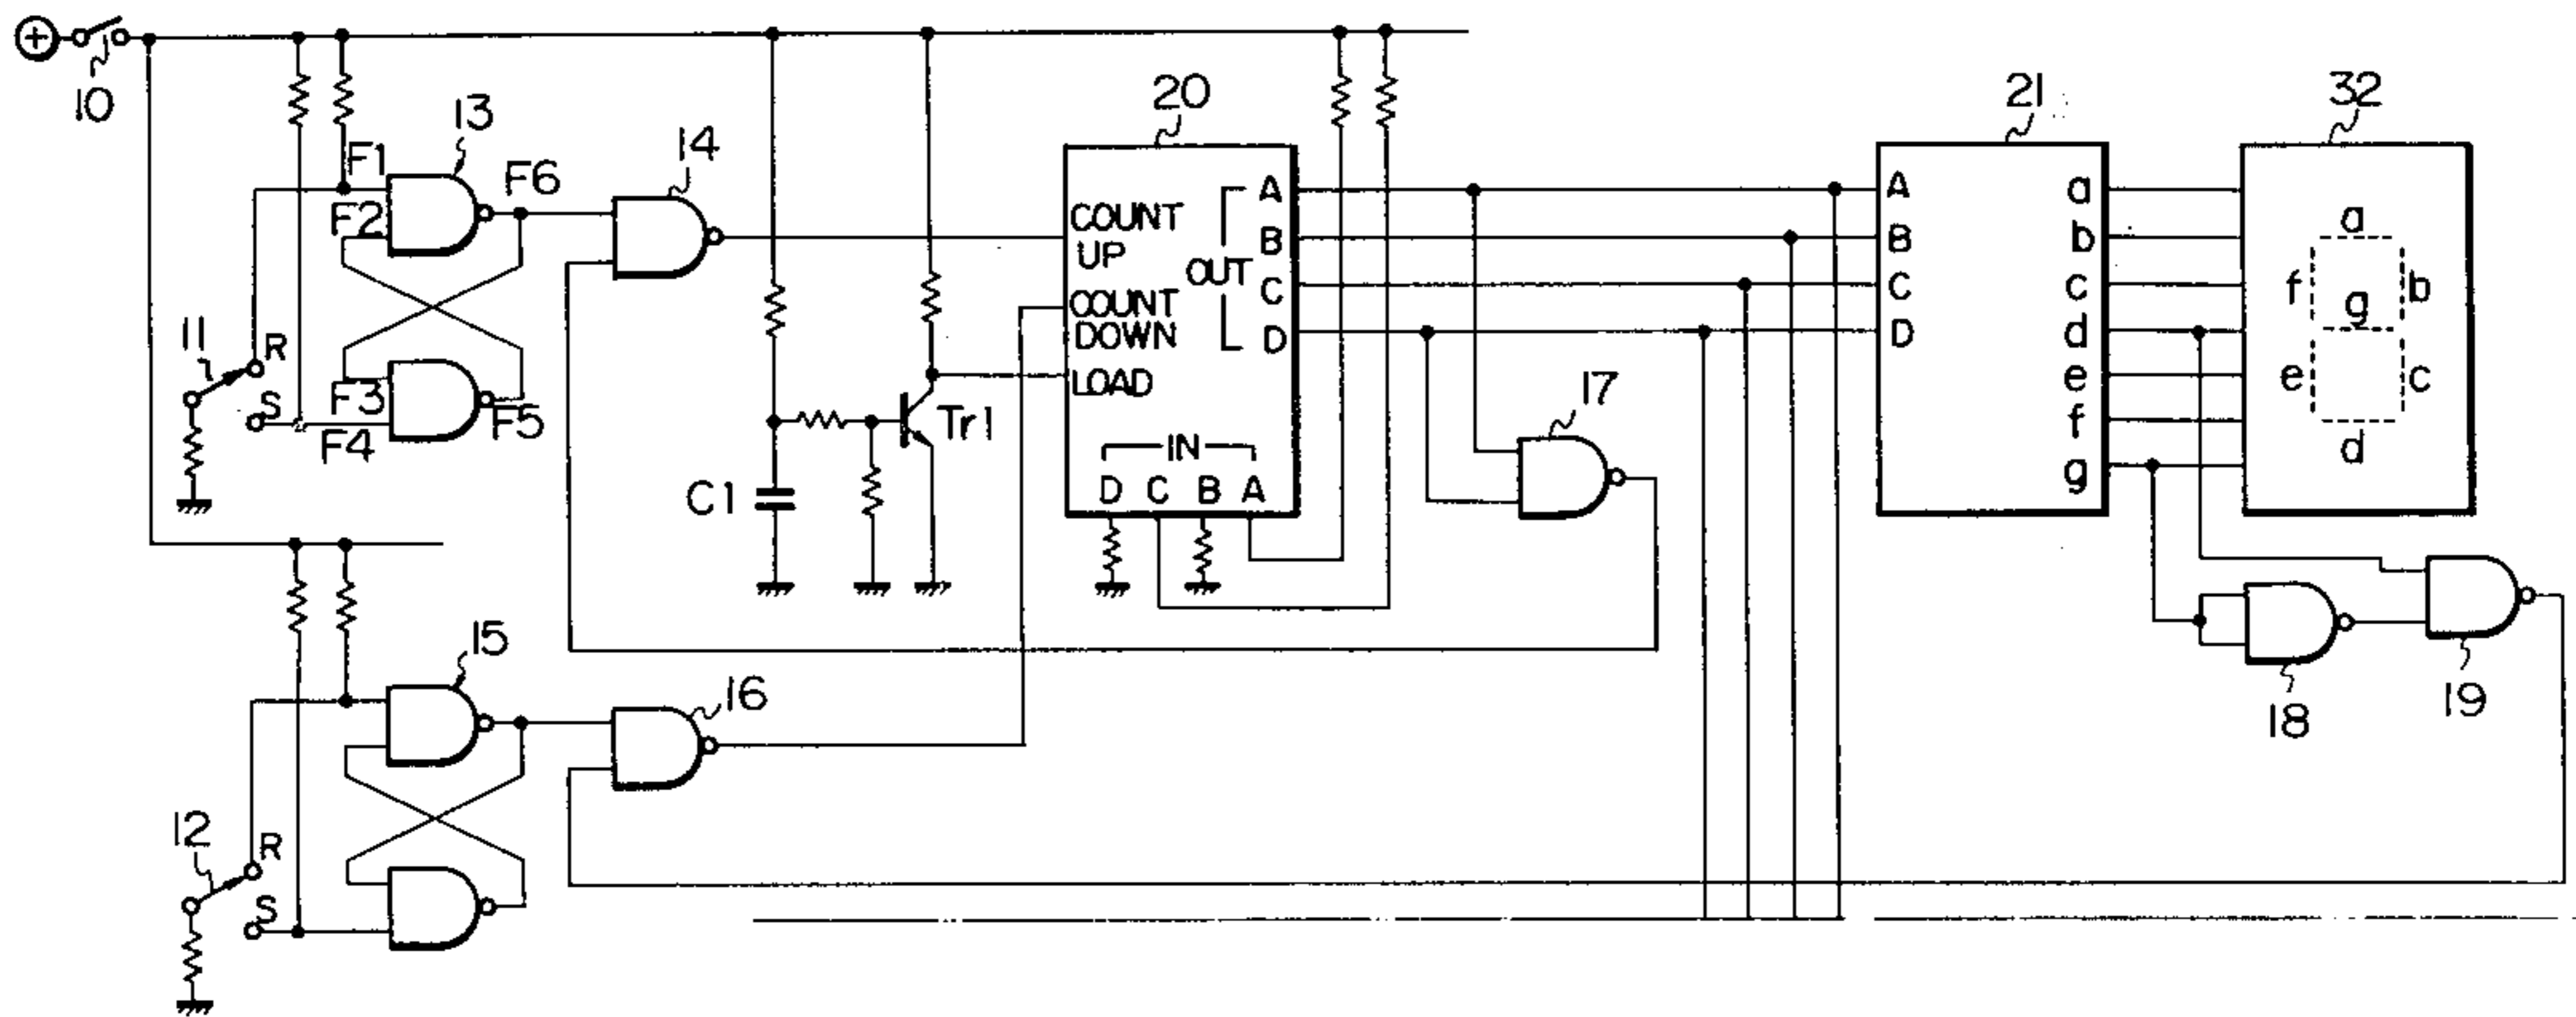 +
10
13
F1
F6
F2
14
11
R
F3
S
F5
F4
C1
Tr1
20
COUNT
UP
COUNT
DOWN
LOAD
OUT
A
B
C
D
IN
D C B A
17
21
A a
B b
C c
D d
e
f
g
32
a
f
g
b
e
c
d
18
19
15
16
12
R
S